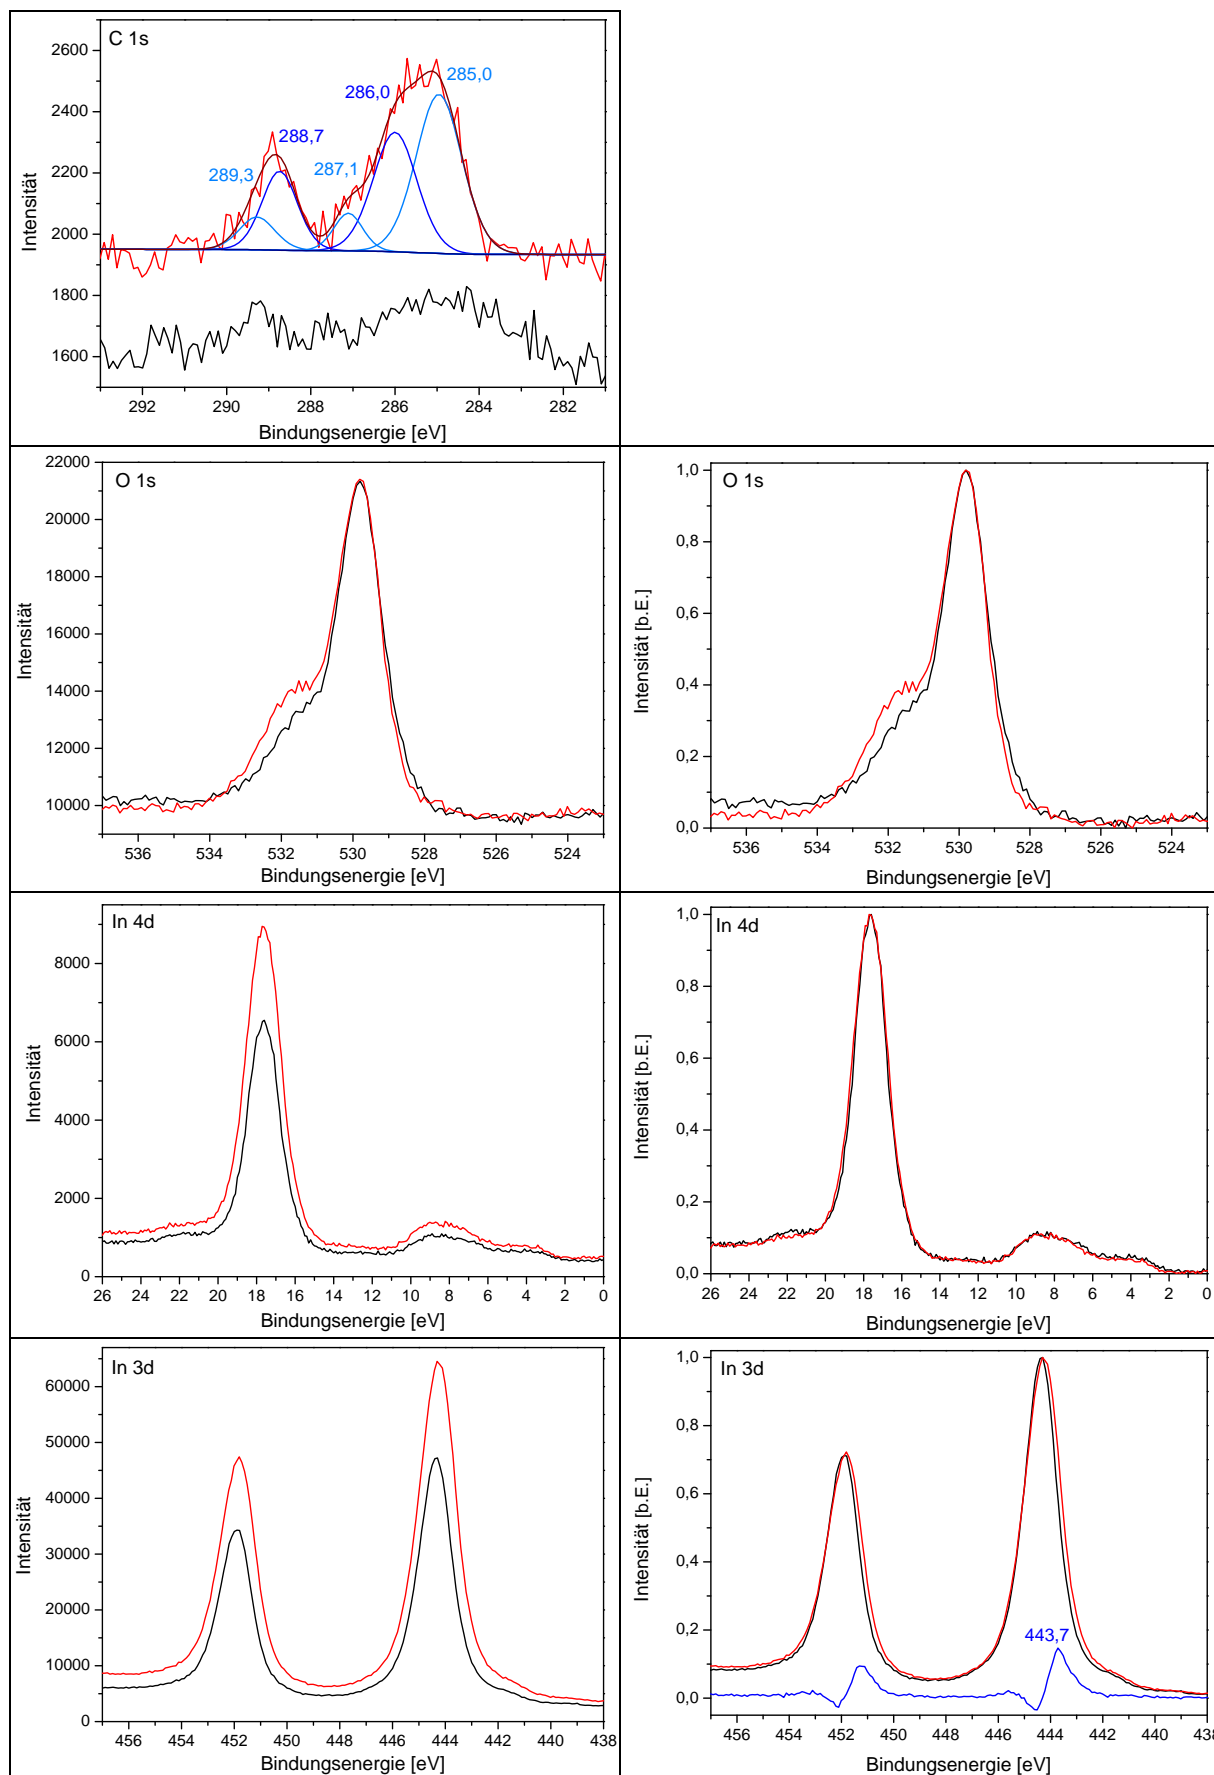 C 1s
285,0
286,0
288,7
289,3
287,1
2600
2400
2200
2000
1800
1600
Intensität
292 290 288 286 284 282
Bindungsenergie [eV]
O 1s
22000
20000
18000
16000
14000
12000
10000
Intensität
536 534 532 530 528 526 524
Bindungsenergie [eV]
O 1s
1,0
0,8
0,6
0,4
0,2
0,0
Intensität [b.E.]
536 534 532 530 528 526 524
Bindungsenergie [eV]
In 4d
8000
6000
4000
2000
0
Intensität
26 24 22 20 18 16 14 12 10 8 6 4 2 0
Bindungsenergie [eV]
In 4d
1,0
0,8
0,6
0,4
0,2
0,0
Intensität [b.E.]
26 24 22 20 18 16 14 12 10 8 6 4 2 0
Bindungsenergie [eV]
In 3d
60000
50000
40000
30000
20000
10000
0
Intensität
456 454 452 450 448 446 444 442 440 438
Bindungsenergie [eV]
In 3d
1,0
0,8
0,6
0,4
0,2
0,0
443,7
Intensität [b.E.]
456 454 452 450 448 446 444 442 440 438
Bindungsenergie [eV]